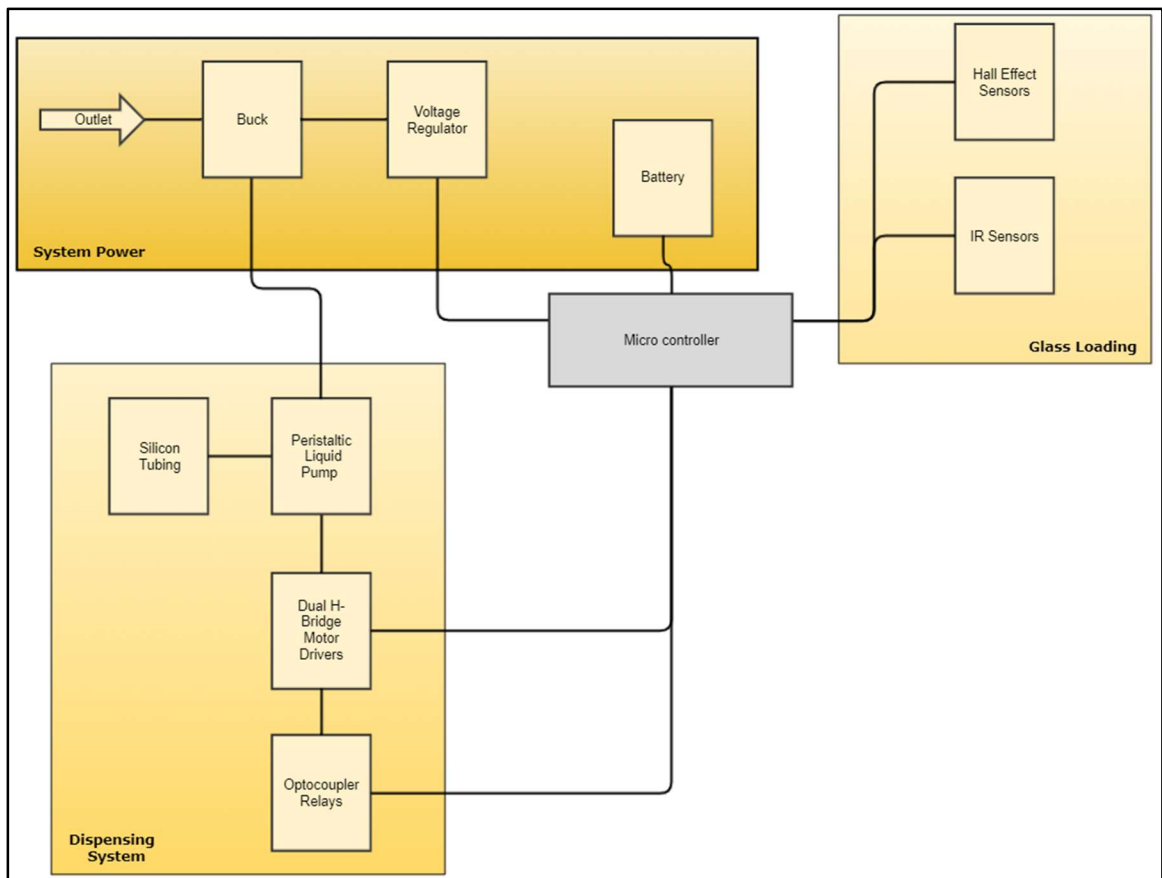 Outlet
Buck
Voltage
Regulator
Battery
System Power
Hall Effect
Sensors
IR Sensors
Glass Loading
Micro controller
Silicon
Tubing
Peristaltic
Liquid
Pump
Dual H-
Bridge
Motor
Drivers
Optocoupler
Relays
Dispensing
System